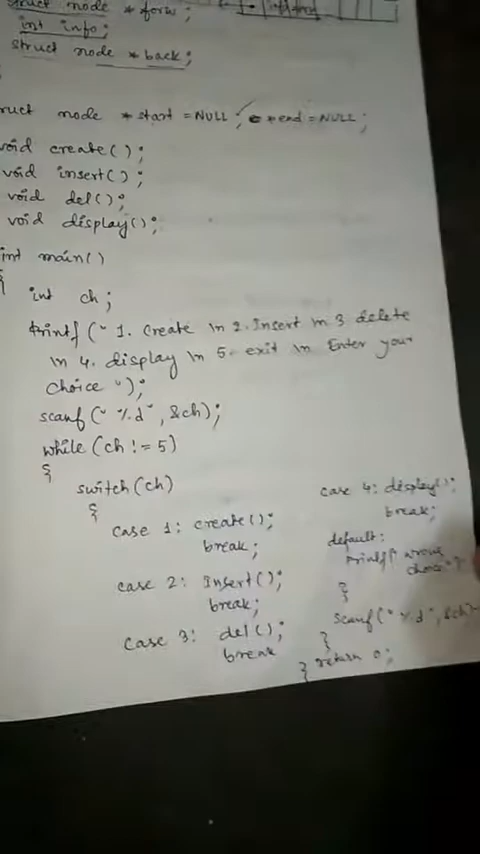 struct node * forw;
int info;
struct node * back;
ruct node * start = NULL; * end = NULL;
void create();
void insert();
void del();
void display();
int main()
{
int ch;
printf(" 1. Create \n 2. Insert \n 3 delete
\n 4. display \n 5. exit \n Enter your
choice ");
scanf(" %d", &ch);
while (ch != 5)
{
switch(ch)
{
case 1: create();
break;
case 2: Insert();
break;
case 3: del();
break
case 4: display();
break;
default:
printf(" wrong
choice"
}
scanf(" %d", &ch)
}
} return 0;